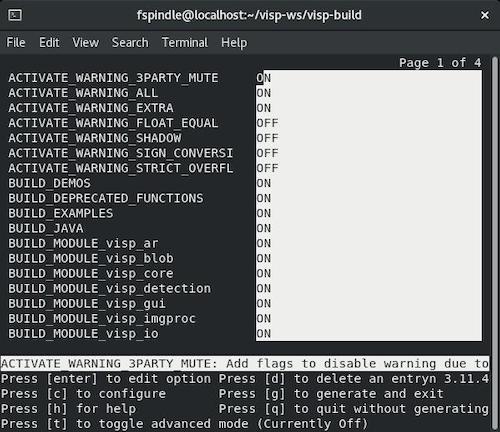 fspindle@localhost:~/visp-ws/visp-build
File Edit View Search Terminal Help
Page 1 of 4
ACTIVATE_WARNING_3PARTY_MUTE ON
ACTIVATE_WARNING_ALL ON
ACTIVATE_WARNING_EXTRA ON
ACTIVATE_WARNING_FLOAT_EQUAL OFF
ACTIVATE_WARNING_SHADOW OFF
ACTIVATE_WARNING_SIGN_CONVERSI OFF
ACTIVATE_WARNING_STRICT_OVERFL OFF
BUILD_DEMOS ON
BUILD_DEPRECATED_FUNCTIONS ON
BUILD_EXAMPLES ON
BUILD_JAVA ON
BUILD_MODULE_visp_ar ON
BUILD_MODULE_visp_blob ON
BUILD_MODULE_visp_core ON
BUILD_MODULE_visp_detection ON
BUILD_MODULE_visp_gui ON
BUILD_MODULE_visp_imgproc ON
BUILD_MODULE_visp_io ON
ACTIVATE_WARNING_3PARTY_MUTE: Add flags to disable warning due to
Press [enter] to edit option Press [d] to delete an entryn 3.11.4
Press [c] to configure Press [g] to generate and exit
Press [h] for help Press [q] to quit without generating
Press [t] to toggle advanced mode (Currently Off)